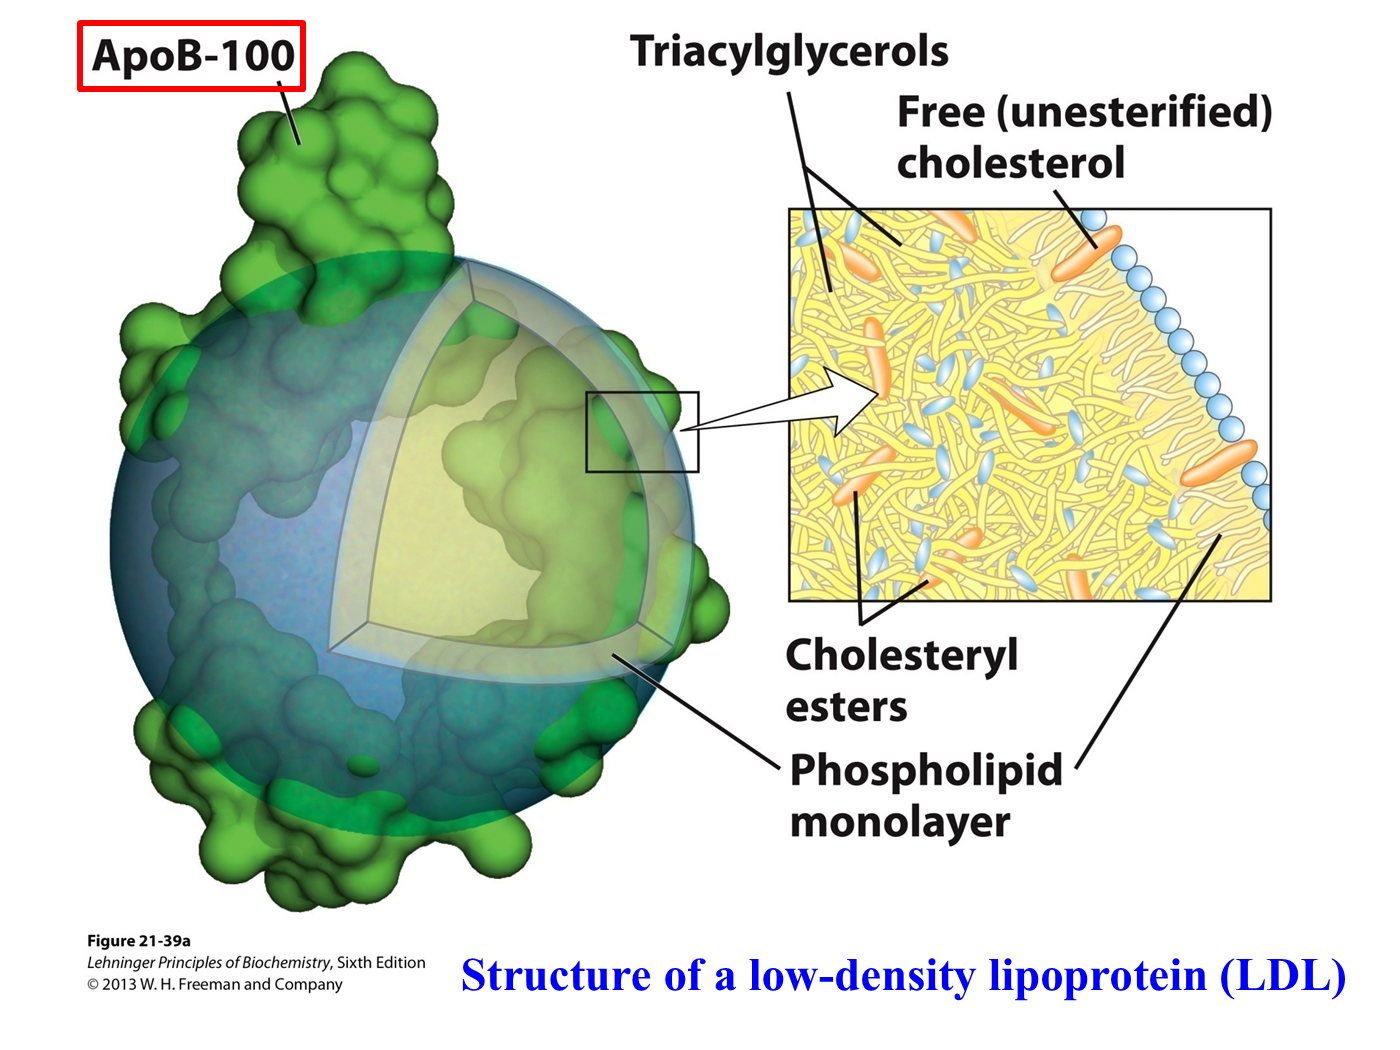 ApoB-100
Triacylglycerols
Free (unesterified)
cholesterol
Cholesteryl
esters
Phospholipid
monolayer
Figure 21-39a
Lehninger Principles of Biochemistry, Sixth Edition
© 2013 W. H. Freeman and Company
Structure of a low-density lipoprotein (LDL)